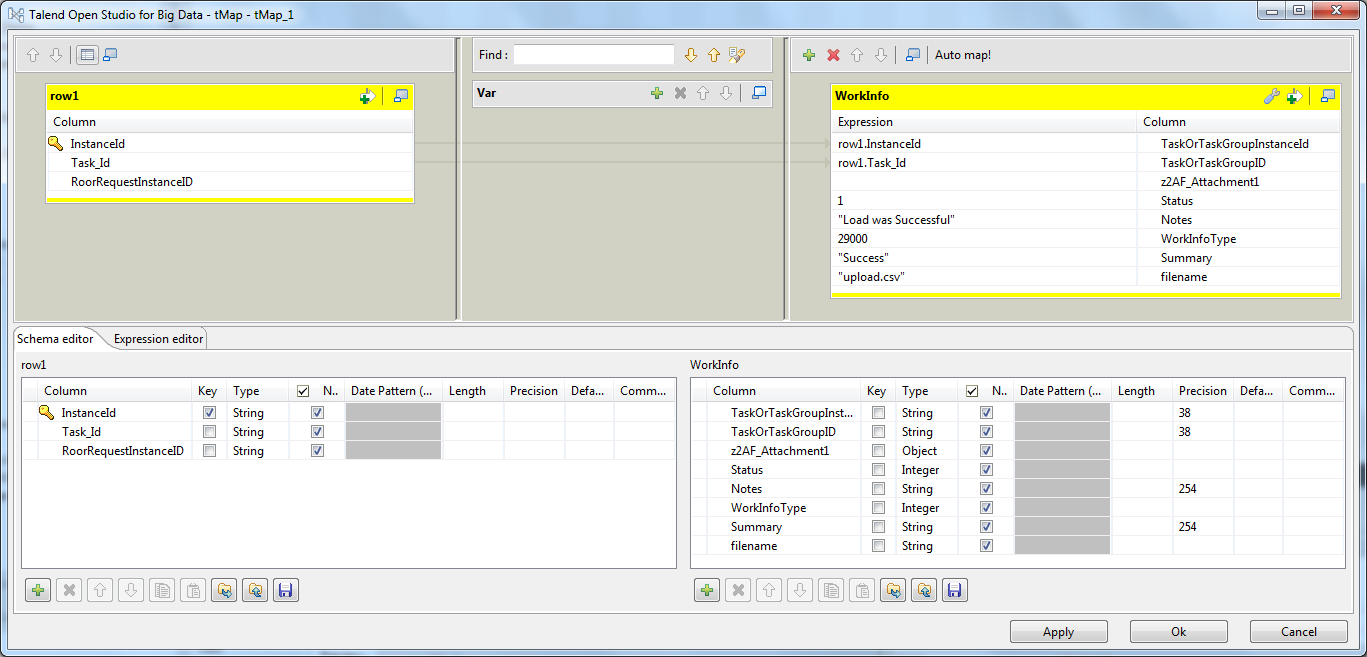 Talend Open Studio for Big Data - tMap - tMap_1
Find :
Auto map!
row1
Column
InstanceId
Task_Id
RoorRequestInstanceID
Var
WorkInfo
Expression Column
row1.InstanceId TaskOrTaskGroupInstanceId
row1.Task_Id TaskOrTaskGroupID
z2AF_Attachment1
1 Status
"Load was Successful" Notes
29000 WorkInfoType
"Success" Summary
"upload.csv" filename
Schema editor Expression editor
row1
Column Key Type N.. Date Pattern (... Length Precision Defa... Comm...
InstanceId String
Task_Id String
RoorRequestInstanceID String
WorkInfo
Column Key Type N.. Date Pattern (... Length Precision Defa... Comm...
TaskOrTaskGroupInst... String 38
TaskOrTaskGroupID String 38
z2AF_Attachment1 Object
Status Integer
Notes String 254
WorkInfoType Integer
Summary String 254
filename String
Apply Ok Cancel